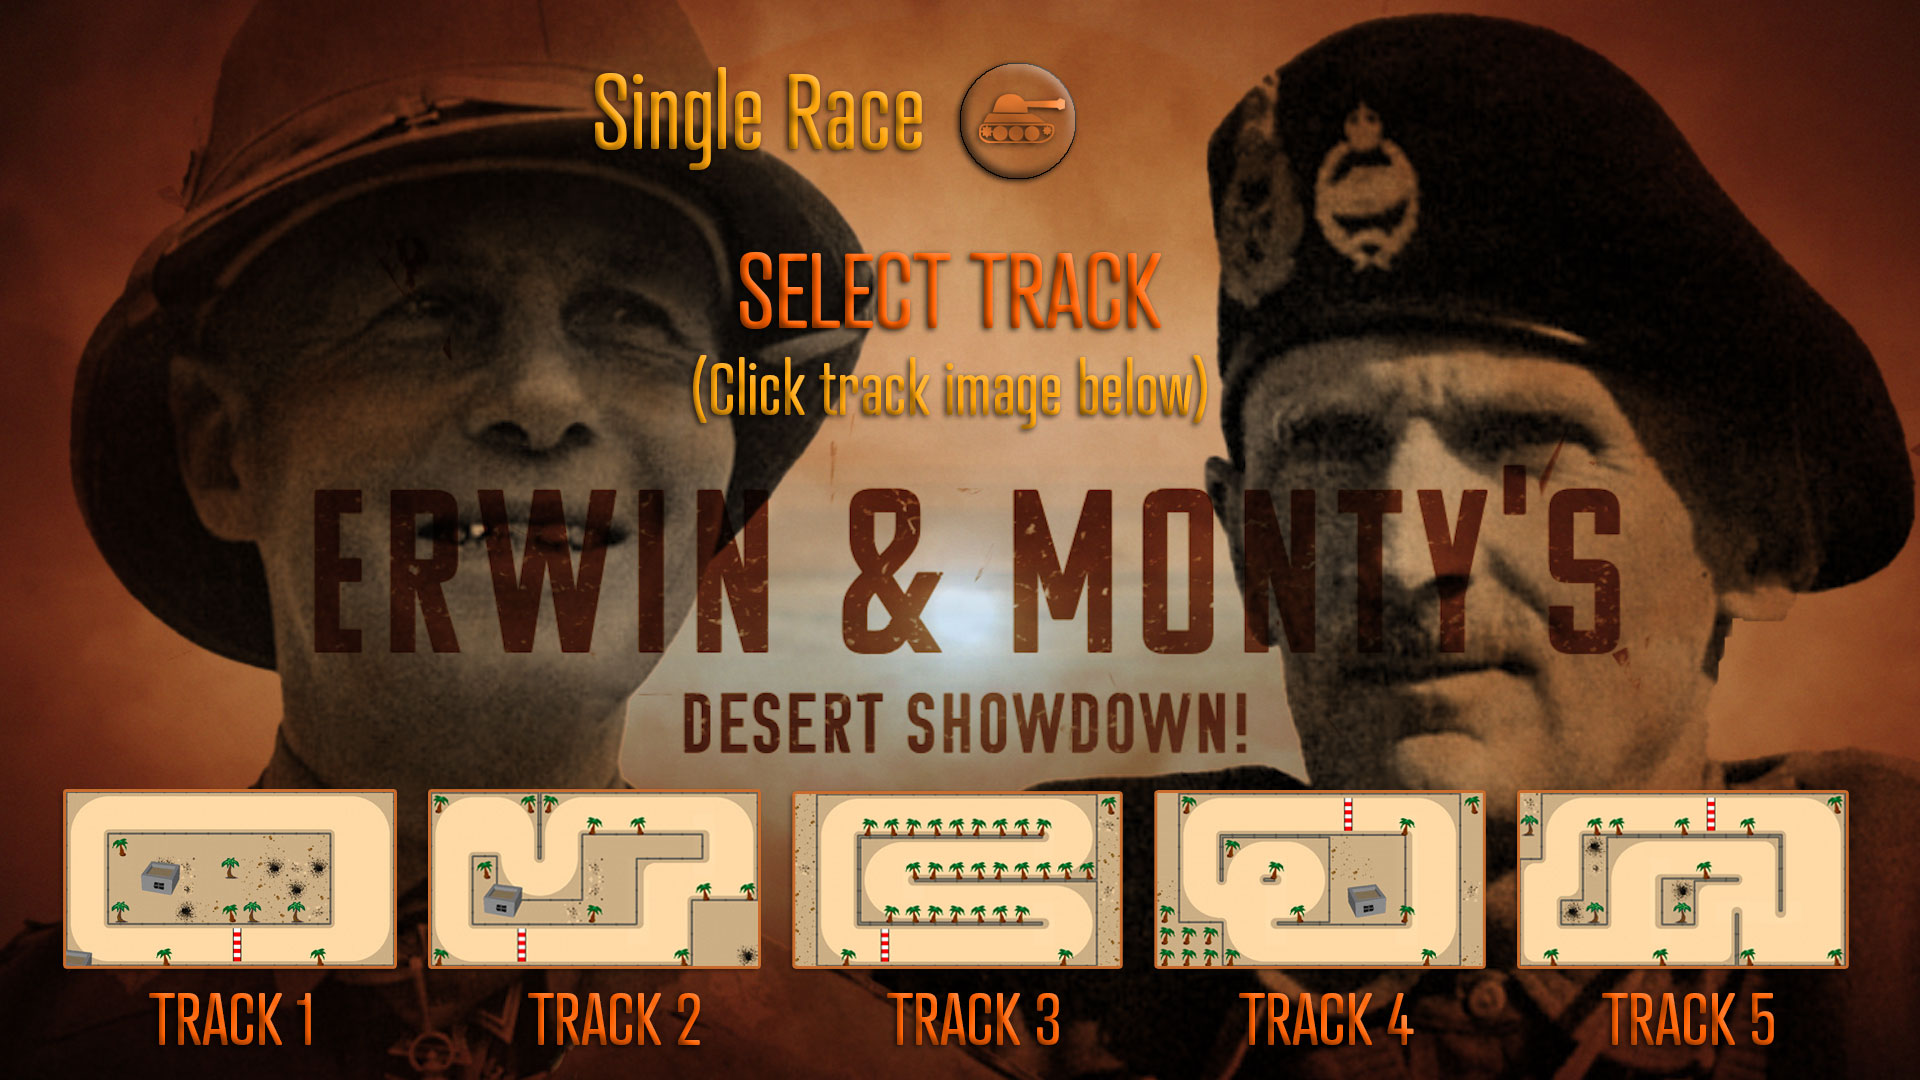 Single Race
SELECT TRACK
(Click track image below)
ERWIN & MONTY'S
DESERT SHOWDOWN!
TRACK 1
TRACK 2
TRACK 3
TRACK 4
TRACK 5